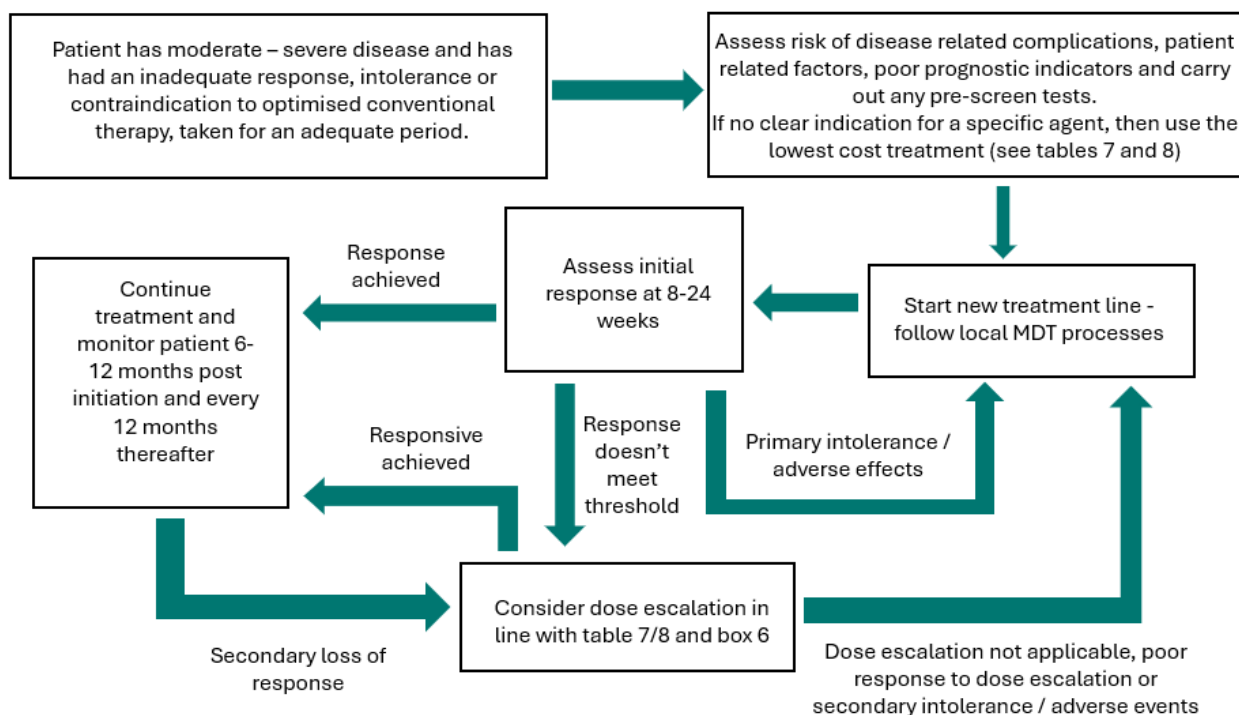 Patient has moderate – severe disease and has
had an inadequate response, intolerance or
contraindication to optimised conventional
therapy, taken for an adequate period.
Assess risk of disease related complications, patient
related factors, poor prognostic indicators and carry
out any pre-screen tests.
If no clear indication for a specific agent, then use the
lowest cost treatment (see tables 7 and 8)
Start new treatment line -
follow local MDT processes
Assess initial
response at 8-24
weeks
Response
achieved
Continue
treatment and
monitor patient 6-
12 months post
initiation and every
12 months
thereafter
Responsive
achieved
Response
doesn’t
meet
threshold
Primary intolerance /
adverse effects
Consider dose escalation in
line with table 7/8 and box 6
Secondary loss of
response
Dose escalation not applicable, poor
response to dose escalation or
secondary intolerance / adverse events